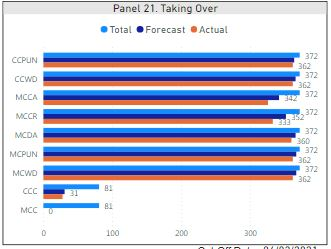 Panel 21. Taking Over
Total Forecast Actual
CCPUN 372
362
CCWD 372
362
MCCA 372
342
MCCR 372
352
333
MCDA 372
360
MCPUN 372
362
MCWD 372
362
CCC 81
31
MCC 81
0
0 100 200 300